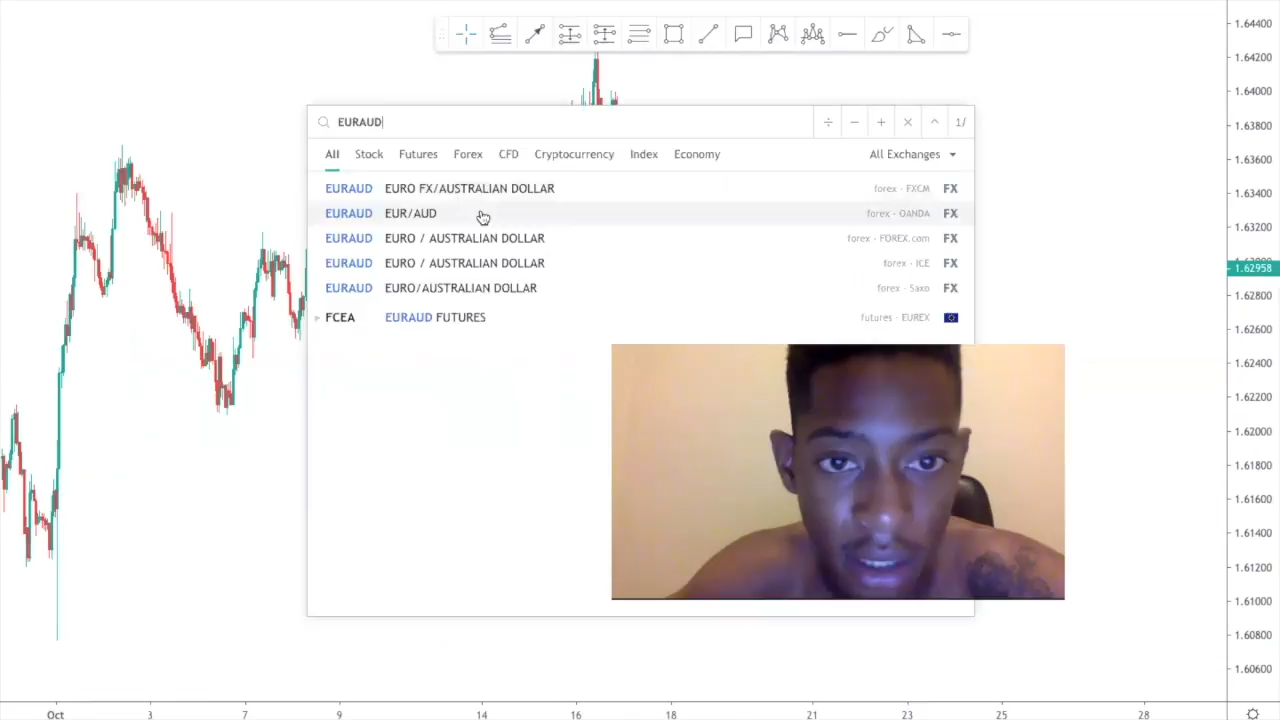 1.64400
1.64200
1.64000
EURAUD
1/
1.63800
All Stock Futures Forex CFD Cryptocurrency Index Economy All Exchanges
1.63600
EURAUD EURO FX/AUSTRALIAN DOLLAR forex - FXCM FX
1.63400
EURAUD EUR/AUD forex - OANDA FX
1.63200
EURAUD EURO / AUSTRALIAN DOLLAR forex - FOREX.com FX
EURAUD EURO / AUSTRALIAN DOLLAR forex - ICE FX
1.62958
EURAUD EURO/AUSTRALIAN DOLLAR forex - Saxo FX
1.62800
FCEA EURAUD FUTURES futures - EUREX
1.62600
1.62400
1.62200
1.62000
1.61800
1.61600
1.61400
1.61200
1.61000
1.60800
1.60600
Oct 3 7 9 14 16 18 21 23 25 28